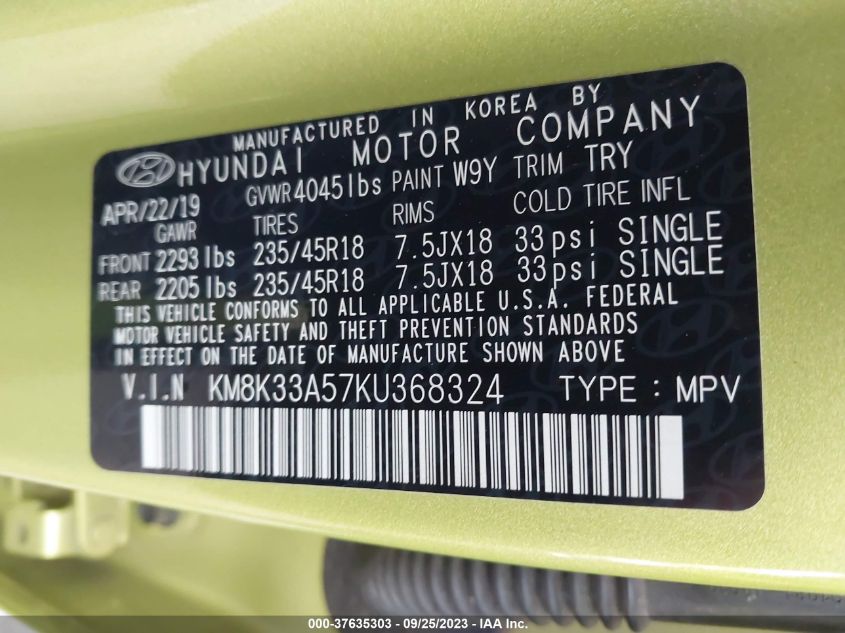 MANUFACTURED IN KOREA BY
HYUNDAI MOTOR COMPANY
APR/22/19 GVWR 4045 lbs PAINT W9Y TRIM TRY
GAWR TIRES RIMS COLD TIRE INFL
FRONT 2293 lbs 235/45R18 7.5JX18 33psi SINGLE
REAR 2205 lbs 235/45R18 7.5JX18 33psi SINGLE
THIS VEHICLE CONFORMS TO ALL APPLICABLE U.S.A. FEDERAL
MOTOR VEHICLE SAFETY AND THEFT PREVENTION STANDARDS
IN EFFECT ON THE DATE OF MANUFACTURE SHOWN ABOVE.
V.I.N KM8K33A57KU368324 TYPE : MPV
000-37635303 - 09/25/2023 - IAA Inc.